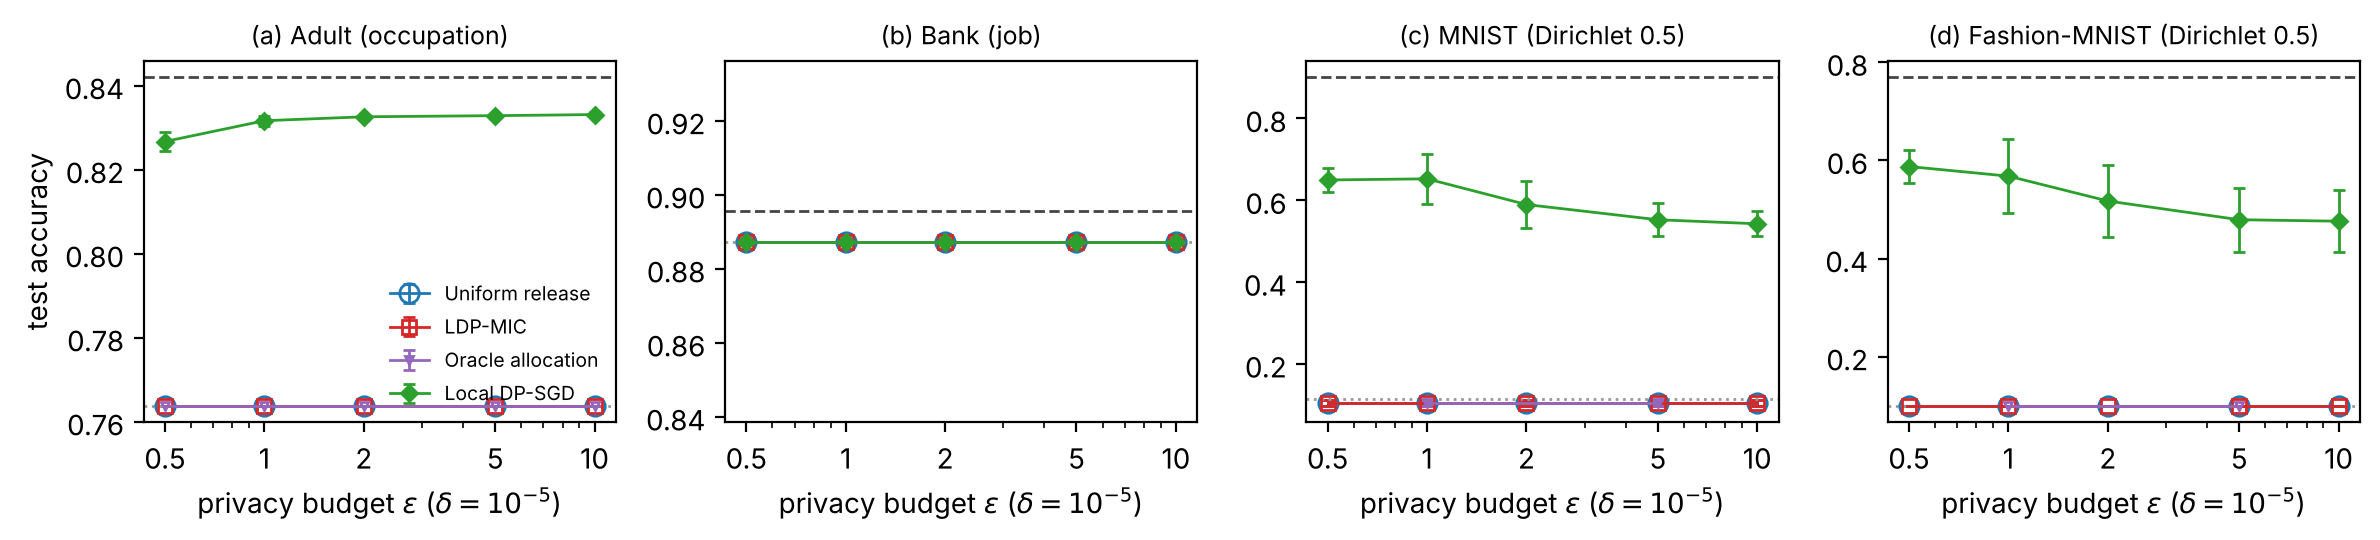 (a) Adult (occupation)
(b) Bank (job)
(c) MNIST (Dirichlet 0.5)
(d) Fashion-MNIST (Dirichlet 0.5)
test accuracy
0.84
0.82
0.80
0.78
0.76
Uniform release
LDP-MIC
Oracle allocation
Local DP-SGD
0.5 1 2 5 10
privacy budget ε (δ = 10⁻⁵)
0.92
0.90
0.88
0.86
0.84
0.5 1 2 5 10
privacy budget ε (δ = 10⁻⁵)
0.8
0.6
0.4
0.2
0.5 1 2 5 10
privacy budget ε (δ = 10⁻⁵)
0.8
0.6
0.4
0.2
0.5 1 2 5 10
privacy budget ε (δ = 10⁻⁵)